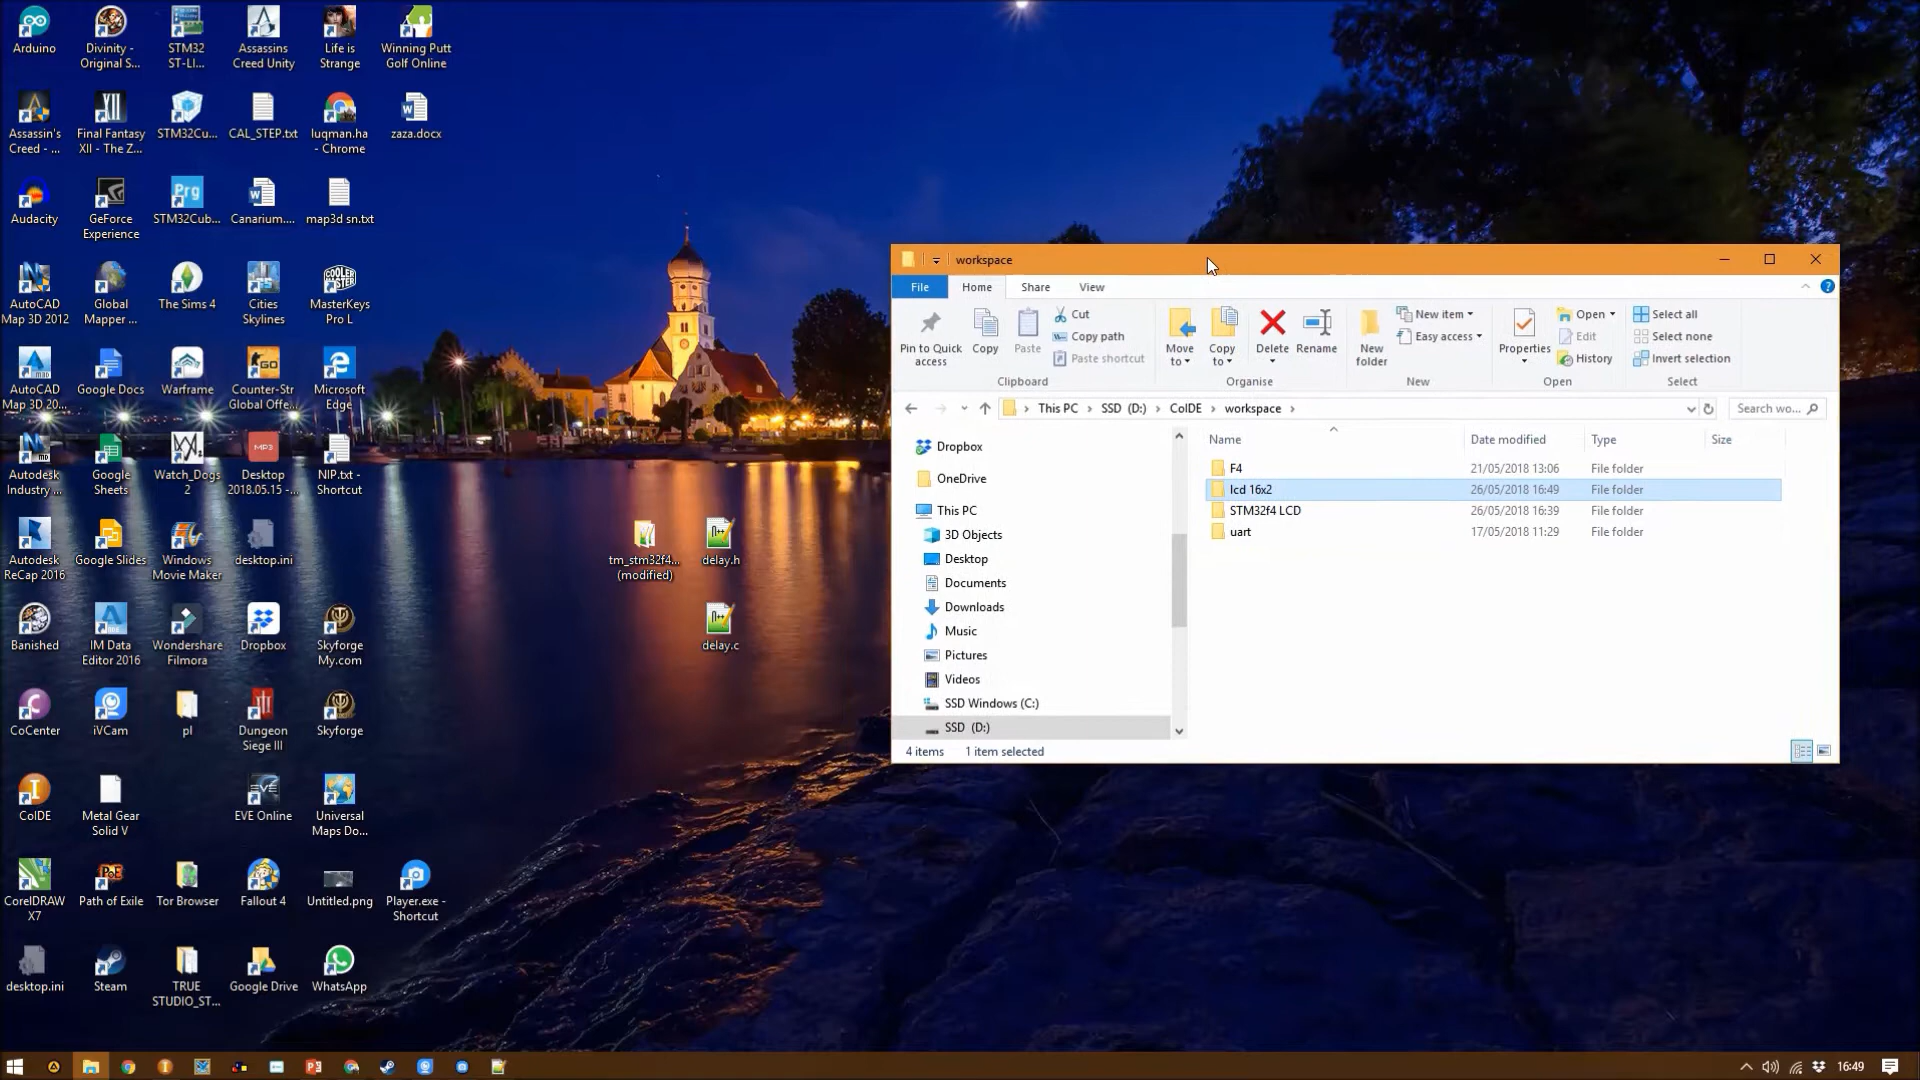 Arduino
Divinity -
Original S...
STM32
ST-LI...
Assassins
Creed Unity
Life is
Strange
Winning Putt
Golf Online
Assassin's
Creed - ...
Final Fantasy
XII - The Z...
STM32Cu...
CAL_STEP.txt
luqman.ha
- Chrome
zaza.docx
Audacity
GeForce
Experience
STM32Cub...
Canarium....
map3d sn.txt
AutoCAD
Map 3D 2012
Global
Mapper ...
The Sims 4
Cities
Skylines
MasterKeys
Pro L
AutoCAD
Map 3D 20...
Google Docs
Warframe
Counter-Str
Global Offe...
Microsoft
Edge
Autodesk
Industry ...
Google
Sheets
Watch_Dogs
2
Desktop
2018.05.15 -...
NIP.txt -
Shortcut
Autodesk
ReCap 2016
Google Slides
Windows
Movie Maker
desktop.ini
tm_stm32f4...
(modified)
delay.h
Banished
IM Data
Editor 2016
Wondershare
Filmora
Dropbox
Skyforge
My.com
delay.c
CoCenter
iVCam
pl
Dungeon
Siege III
Skyforge
CoIDE
Metal Gear
Solid V
EVE Online
Universal
Maps Do...
CorelDRAW
X7
Path of Exile
Tor Browser
Fallout 4
Untitled.png
Player.exe -
Shortcut
desktop.ini
Steam
TRUE
STUDIO_ST...
Google Drive
WhatsApp
workspace
File Home Share View
Pin to Quick
access
Copy
Paste
Cut
Copy path
Paste shortcut
Clipboard
Move
to
Copy
to
Delete
Rename
Organise
New
folder
New item
Easy access
New
Properties
Open
Edit
History
Open
Select all
Select none
Invert selection
Select
This PC > SSD (D:) > CoIDE > workspace >
Search wo...
Dropbox
OneDrive
This PC
3D Objects
Desktop
Documents
Downloads
Music
Pictures
Videos
SSD Windows (C:)
SSD (D:)
Name Date modified Type Size
F4 21/05/2018 13:06 File folder
lcd 16x2 26/05/2018 16:49 File folder
STM32f4 LCD 26/05/2018 16:39 File folder
uart 17/05/2018 11:29 File folder
4 items 1 item selected
16:49